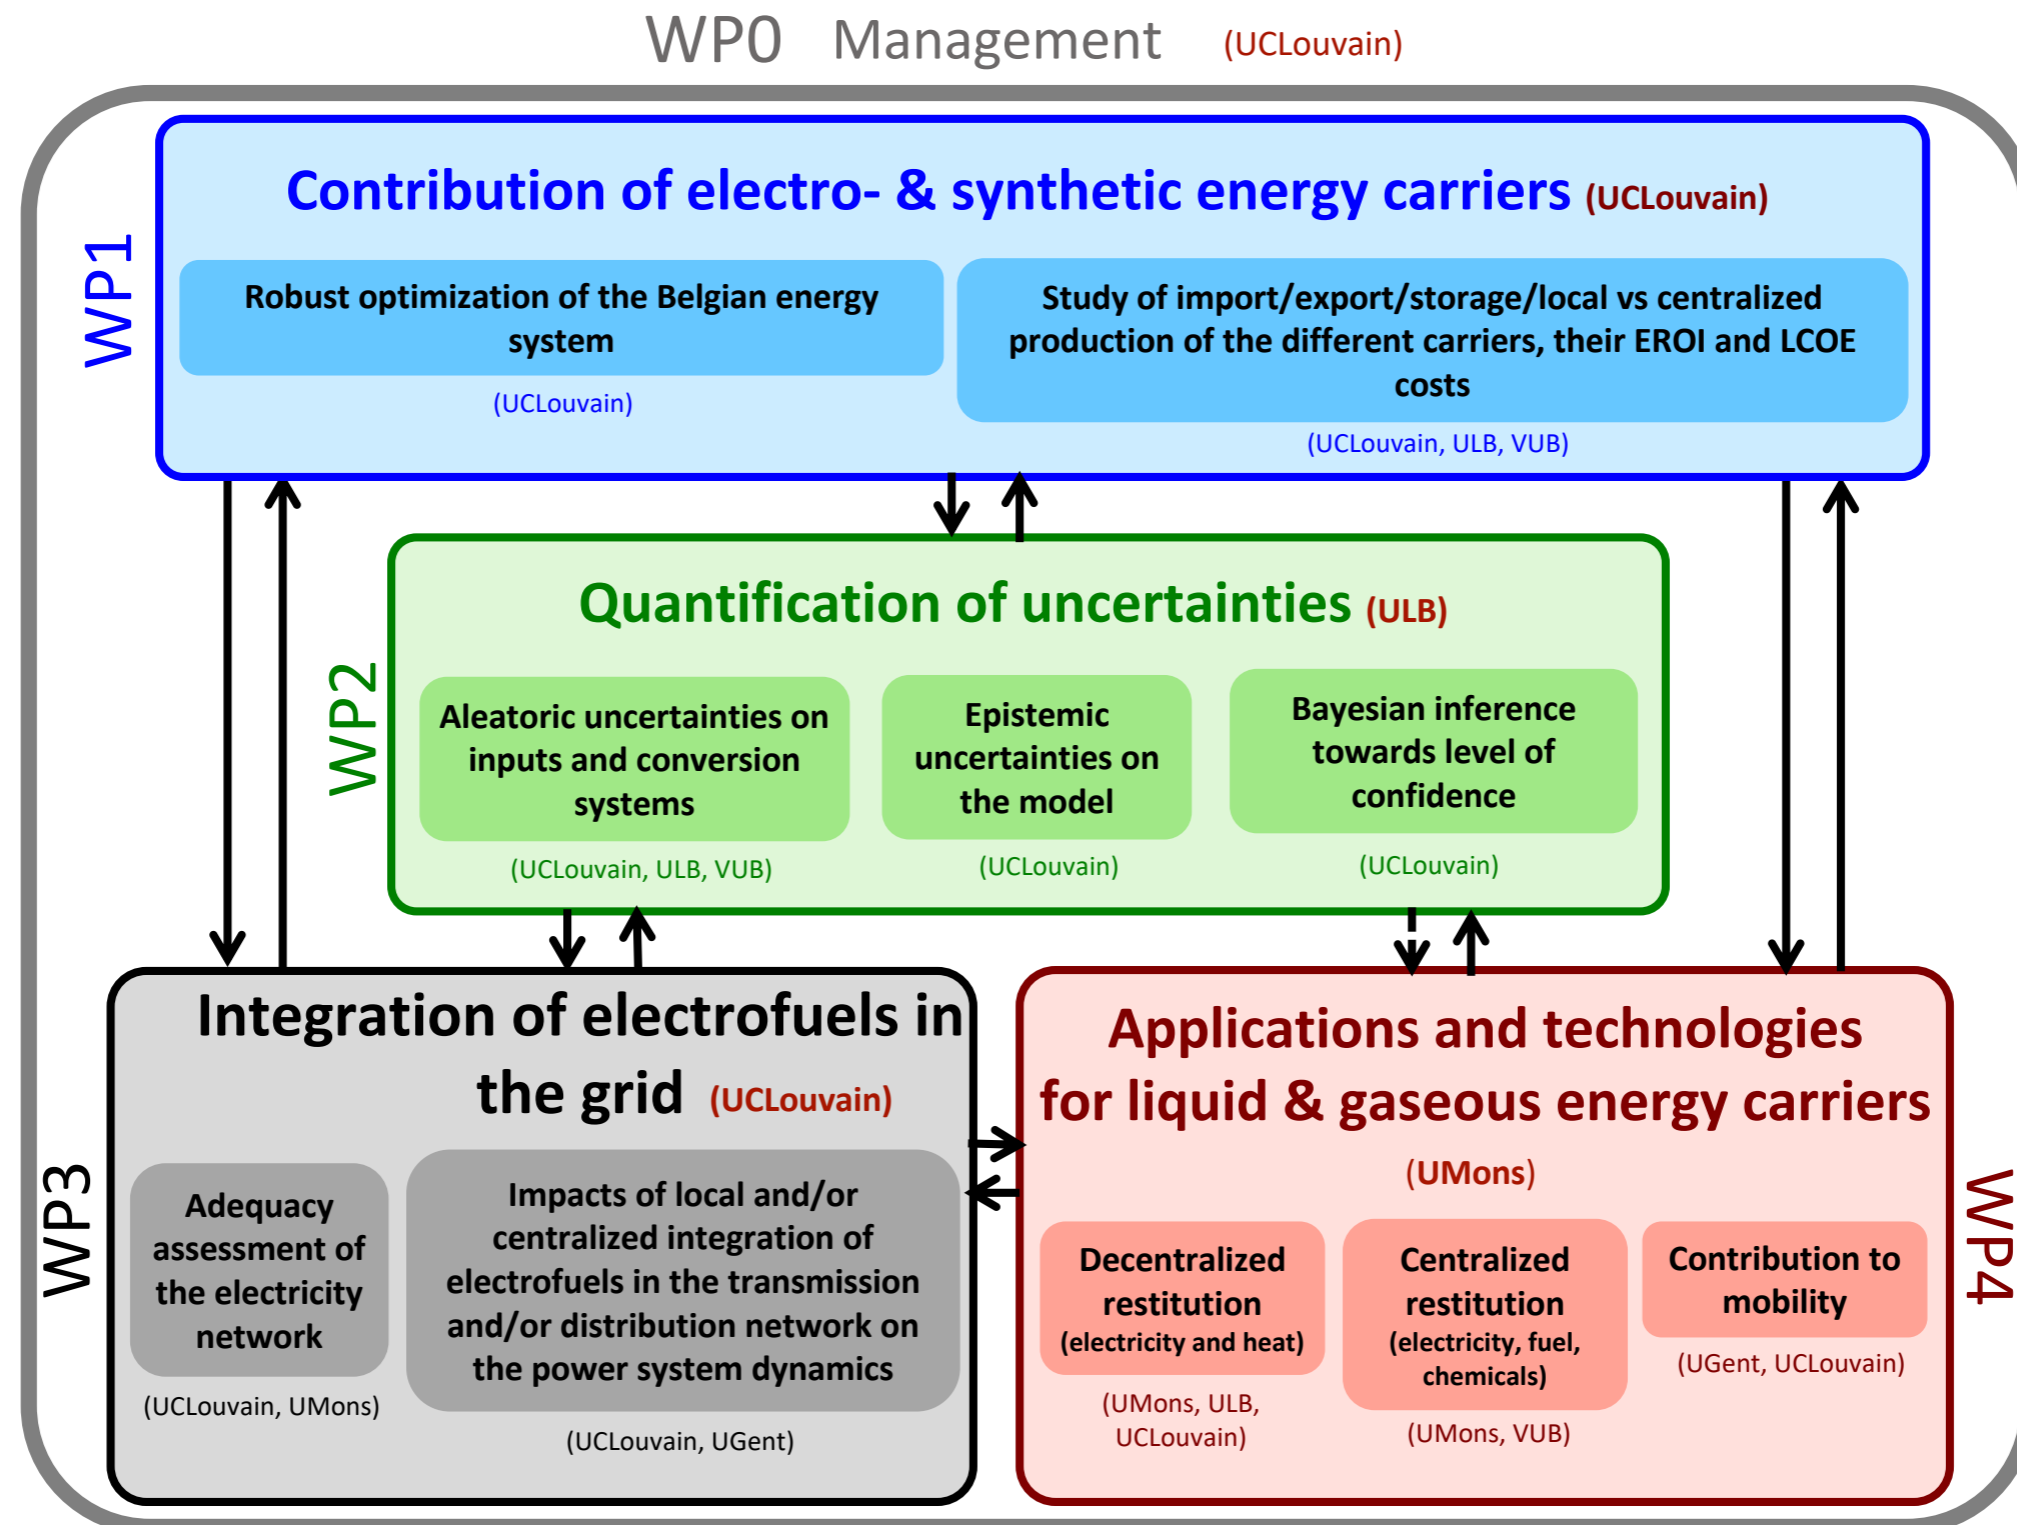 WP0 Management (UCLouvain)
WP1
Contribution of electro- & synthetic energy carriers (UCLouvain)
Robust optimization of the Belgian energy
system
(UCLouvain)
Study of import/export/storage/local vs centralized
production of the different carriers, their EROI and LCOE
costs
(UCLouvain, ULB, VUB)
WP2
Quantification of uncertainties (ULB)
Aleatoric uncertainties on
inputs and conversion
systems
(UCLouvain, ULB, VUB)
Epistemic
uncertainties on
the model
(UCLouvain)
Bayesian inference
towards level of
confidence
(UCLouvain)
WP3
Integration of electrofuels in
the grid (UCLouvain)
Adequacy
assessment of
the electricity
network
(UCLouvain, UMons)
Impacts of local and/or
centralized integration of
electrofuels in the transmission
and/or distribution network on
the power system dynamics
(UCLouvain, UGent)
WP4
Applications and technologies
for liquid & gaseous energy carriers
(UMons)
Decentralized
restitution
(electricity and heat)
(UMons, ULB,
UCLouvain)
Centralized
restitution
(electricity, fuel,
chemicals)
(UMons, VUB)
Contribution to
mobility
(UGent, UCLouvain)